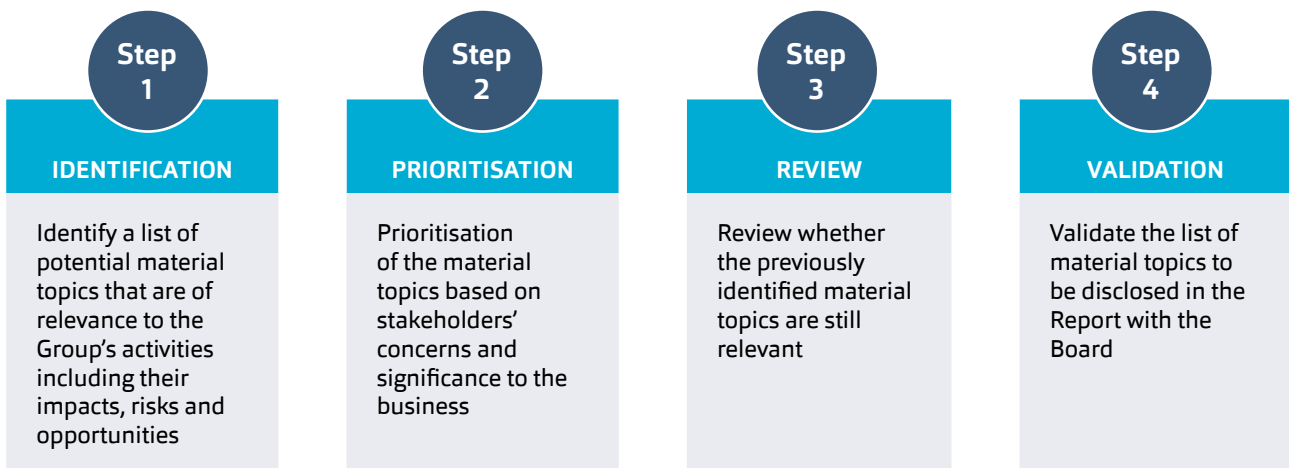 Step
1
IDENTIFICATION
Identify a list of
potential material
topics that are of
relevance to the
Group’s activities
including their
impacts, risks and
opportunities
Step
2
PRIORITISATION
Prioritisation
of the material
topics based on
stakeholders’
concerns and
significance to the
business
Step
3
REVIEW
Review whether
the previously
identified material
topics are still
relevant
Step
4
VALIDATION
Validate the list of
material topics to
be disclosed in the
Report with the
Board